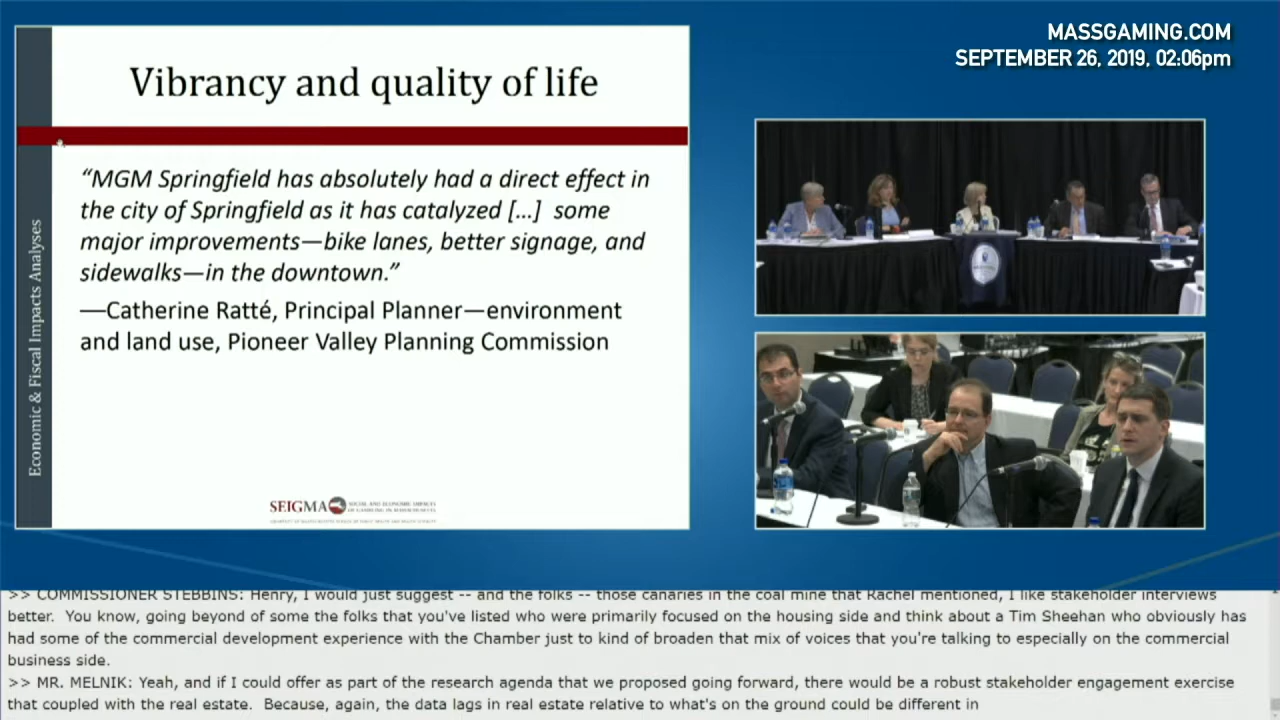 MASSGAMING.COM
SEPTEMBER 26, 2019, 02:06pm
Vibrancy and quality of life
Economic & Fiscal Impacts Analyses
“MGM Springfield has absolutely had a direct effect in
the city of Springfield as it has catalyzed […] some
major improvements—bike lanes, better signage, and
sidewalks—in the downtown.”
—Catherine Ratté, Principal Planner—environment
and land use, Pioneer Valley Planning Commission
SEIGMA
SOCIAL AND ECONOMIC IMPACTS
OF GAMBLING IN MASSACHUSETTS
>> COMMISSIONER STEBBINS: Henry, I would just suggest -- and the folks -- those canaries in the coal mine that Rachel mentioned, I like stakeholder interviews
better. You know, going beyond of some the folks that you've listed who were primarily focused on the housing side and think about a Tim Sheehan who obviously has
had some of the commercial development experience with the Chamber just to kind of broaden that mix of voices that you're talking to especially on the commercial
business side.
>> MR. MELNIK: Yeah, and if I could offer as part of the research agenda that we proposed going forward, there would be a robust stakeholder engagement exercise
that coupled with the real estate. Because, again, the data lags in real estate relative to what's on the ground could be different in